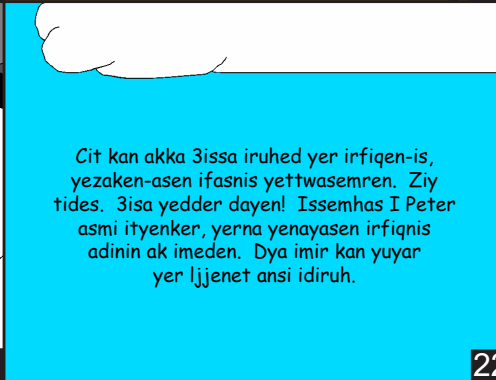 Cit kan akka 3issa iruhed yer irfiqen-is,
yezaken-asen ifasnis yettwasemren. Ziy
tides. 3isa yedder dayen! Issemhas I Peter
asmi ityenker, yerna yenayasen irfiqnis
adinin ak imeden. Dya imir kan yuyar
yer ljjenet ansi idiruh.